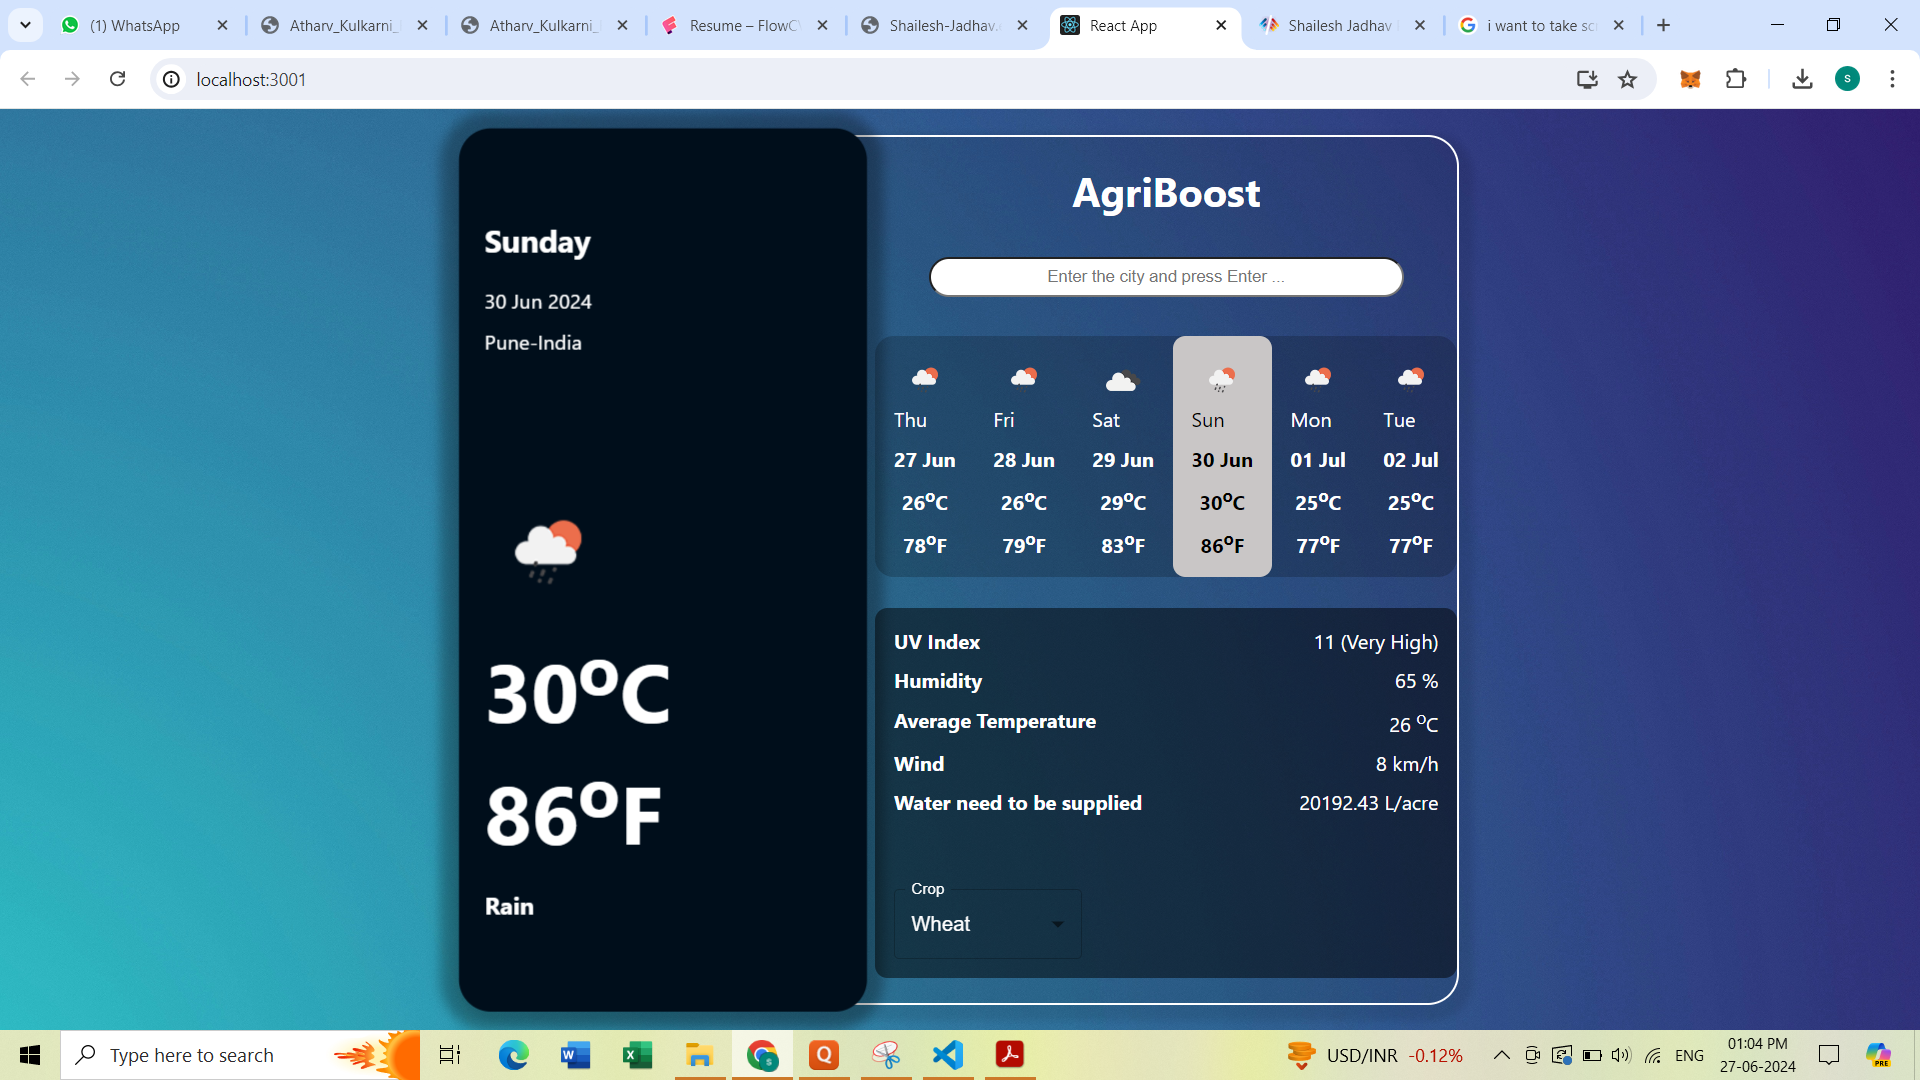 (1) WhatsApp
Atharv_Kulkarni_
Atharv_Kulkarni_
Resume – FlowCV
Shailesh-Jadhav.
React App
Shailesh Jadhav
i want to take scr
localhost:3001
S
Sunday
30 Jun 2024
Pune-India
30°C
86°F
Rain
AgriBoost
Enter the city and press Enter ...
Thu Fri Sat Sun Mon Tue
27 Jun 28 Jun 29 Jun 30 Jun 01 Jul 02 Jul
26°C 26°C 29°C 30°C 25°C 25°C
78°F 79°F 83°F 86°F 77°F 77°F
UV Index 11 (Very High)
Humidity 65 %
Average Temperature 26 °C
Wind 8 km/h
Water need to be supplied 20192.43 L/acre
Crop
Wheat
Type here to search
USD/INR -0.12%
ENG
01:04 PM
27-06-2024
PRE